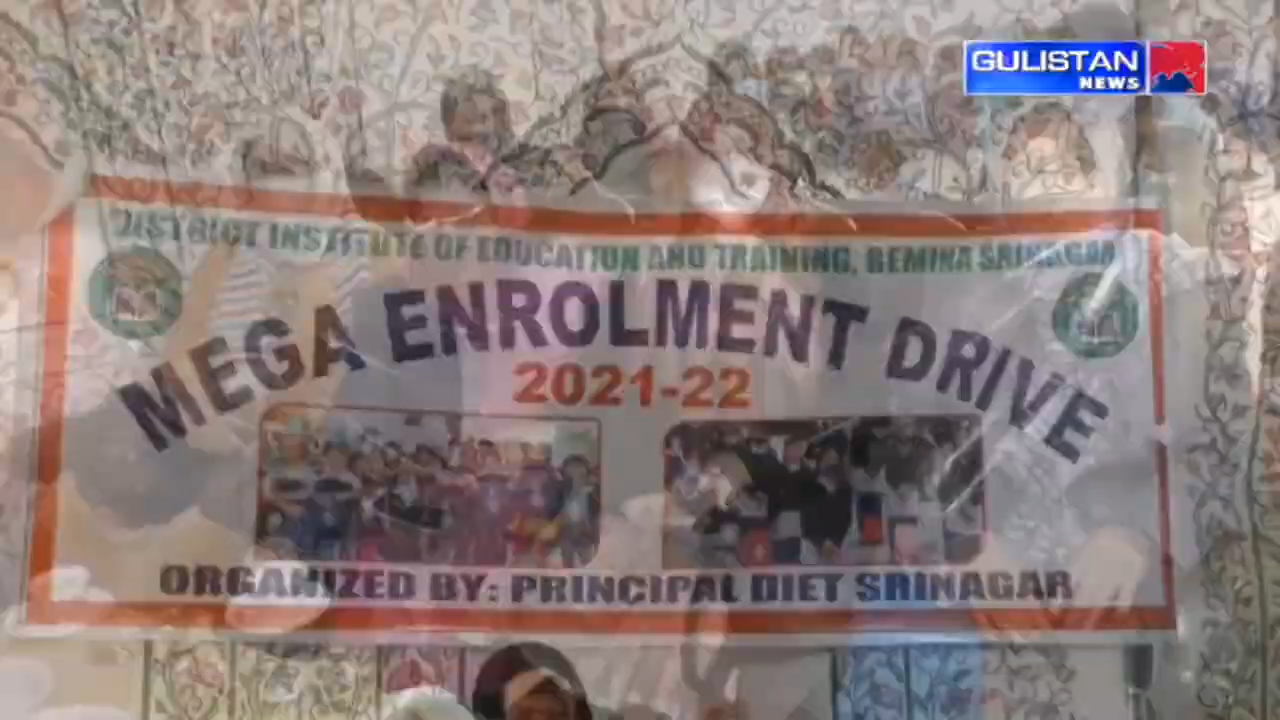 GULISTAN
NEWS
DISTRICT INSTITUTE OF EDUCATION AND TRAINING, BEMINA SRINAGAR
MEGA ENROLMENT DRIVE
2021-22
ORGANIZED BY: PRINCIPAL DIET SRINAGAR